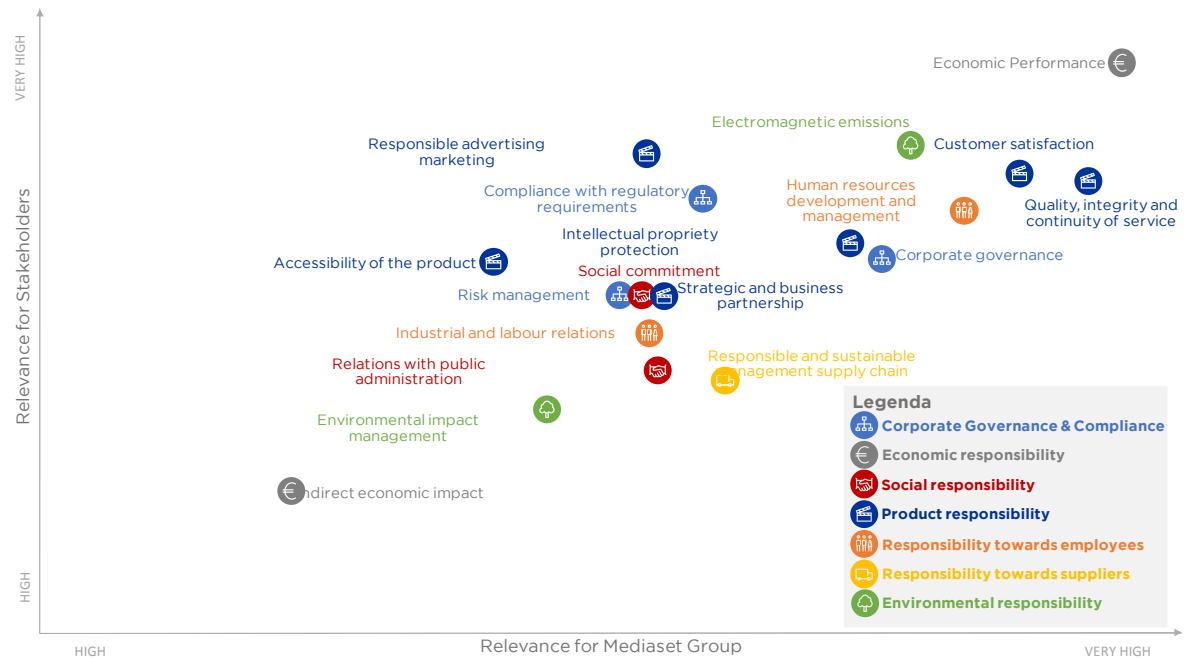 VERY HIGH
Economic Performance
Electromagnetic emissions
Responsible advertising
marketing
Customer satisfaction
Compliance with regulatory
requirements
Human resources
development and
management
Quality, integrity and
continuity of service
Relevance for Stakeholders
Intellectual propriety
protection
Corporate governance
Accessibility of the product
Social commitment
Risk management
Strategic and business
partnership
Industrial and labour relations
Relations with public
administration
Responsible and sustainable
management supply chain
Environmental impact
management
Indirect economic impact
Legenda
Corporate Governance & Compliance
Economic responsibility
Social responsibility
Product responsibility
Responsibility towards employees
Responsibility towards suppliers
Environmental responsibility
HIGH
HIGH
Relevance for Mediaset Group
VERY HIGH